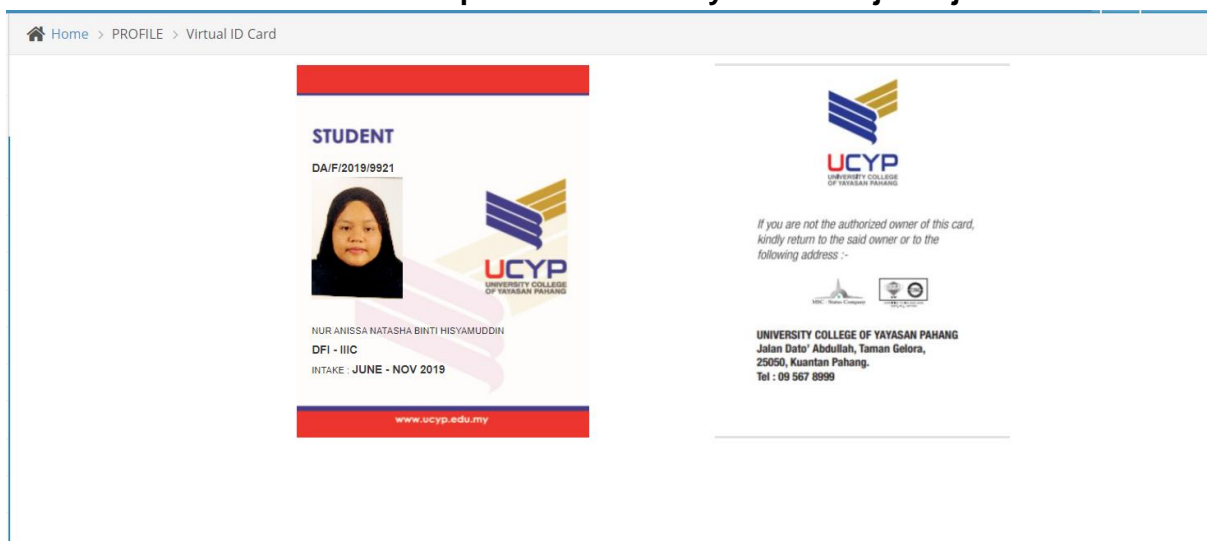 Home > PROFILE > Virtual ID Card
STUDENT
DA/F/2019/9921
UCYP
UNIVERSITY COLLEGE
OF YAYASAN PAHANG
NUR ANISSA NATASHA BINTI HISYAMUDDIN
DFI - IIIC
INTAKE : JUNE - NOV 2019
www.ucyp.edu.my
UCYP
UNIVERSITY COLLEGE
OF YAYASAN PAHANG
If you are not the authorized owner of this card,
kindly return to the said owner or to the
following address :-
MSC Status Company
UNIVERSITY COLLEGE OF YAYASAN PAHANG
Jalan Dato' Abdullah, Taman Gelora,
25050, Kuantan Pahang.
Tel : 09 567 8999